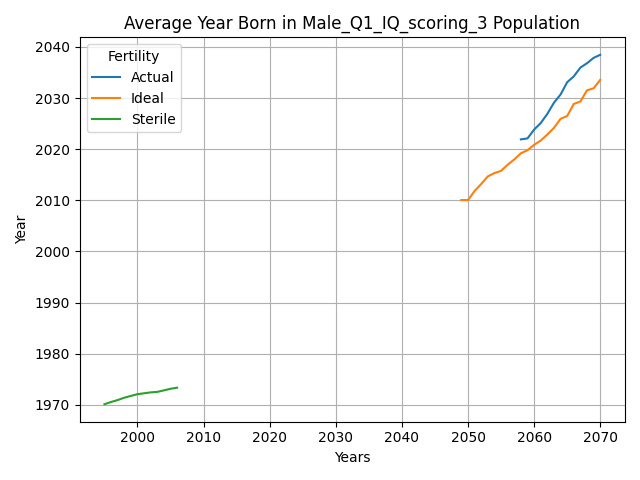 Average Year Born in Male_Q1_IQ_scoring_3 Population
Fertility
Actual
Ideal
Sterile
Year
2040
2030
2020
2010
2000
1990
1980
1970
2000 2010 2020 2030 2040 2050 2060 2070
Years